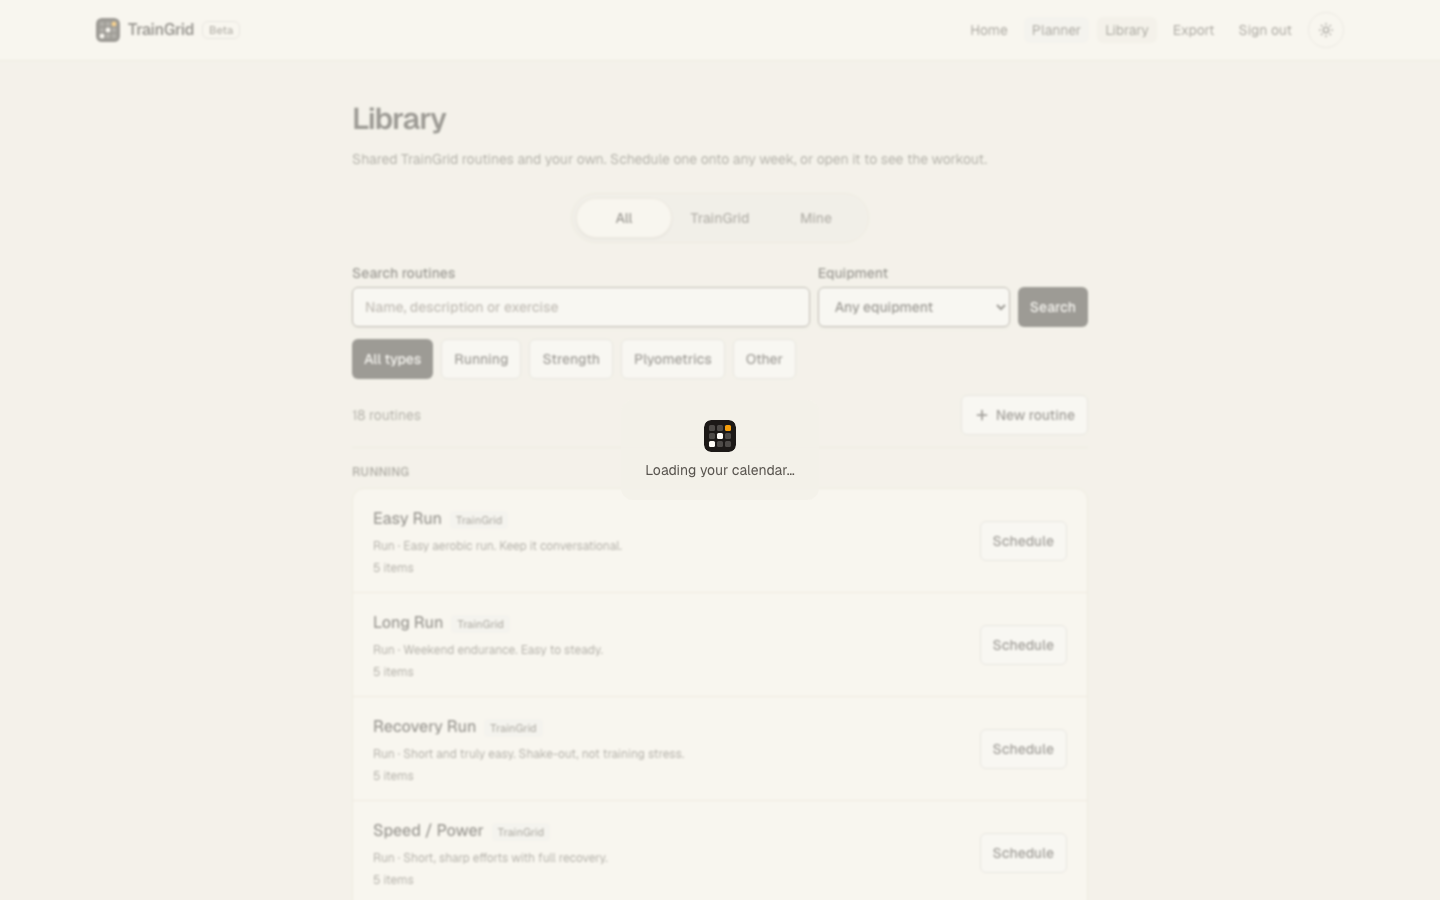 TrainGrid Beta Home Planner Library Export Sign out
Library
Shared TrainGrid routines and your own. Schedule one onto any week, or open it to see the workout.
All TrainGrid Mine
Search routines Equipment
Name, description or exercise Any equipment Search
All types Running Strength Plyometrics Other
18 routines + New routine
Loading your calendar...
RUNNING
Easy Run TrainGrid
Run · Easy aerobic run. Keep it conversational.
5 items
Schedule
Long Run TrainGrid
Run · Weekend endurance. Easy to steady.
5 items
Schedule
Recovery Run TrainGrid
Run · Short and truly easy. Shake-out, not training stress.
5 items
Schedule
Speed / Power TrainGrid
Run · Short, sharp efforts with full recovery.
5 items
Schedule